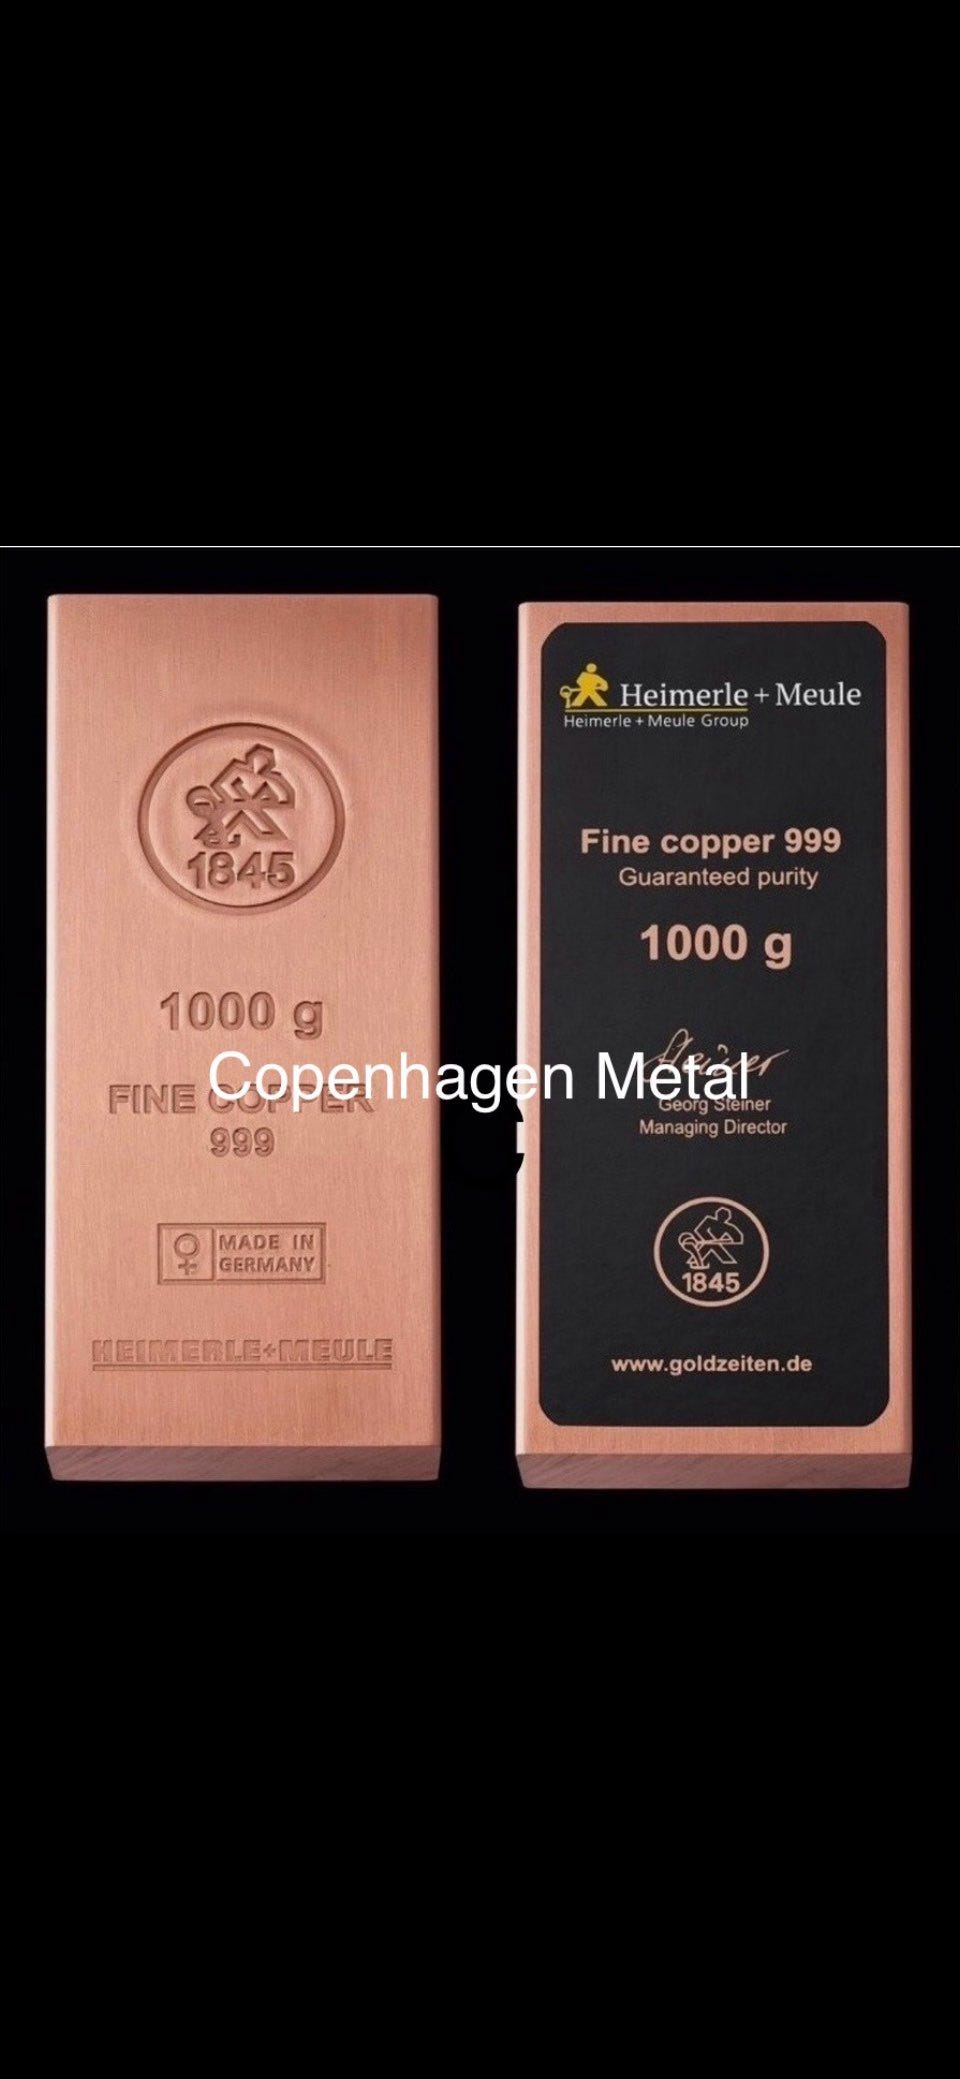 1845
1000 g
FINE COPPER
999
MADE IN
GERMANY
HEIMERLE+MEULE
Heimerle + Meule
Heimerle + Meule Group
Fine copper 999
Guaranteed purity
1000 g
Steiner
Georg Steiner
Managing Director
1845
www.goldzeiten.de
Copenhagen Metal